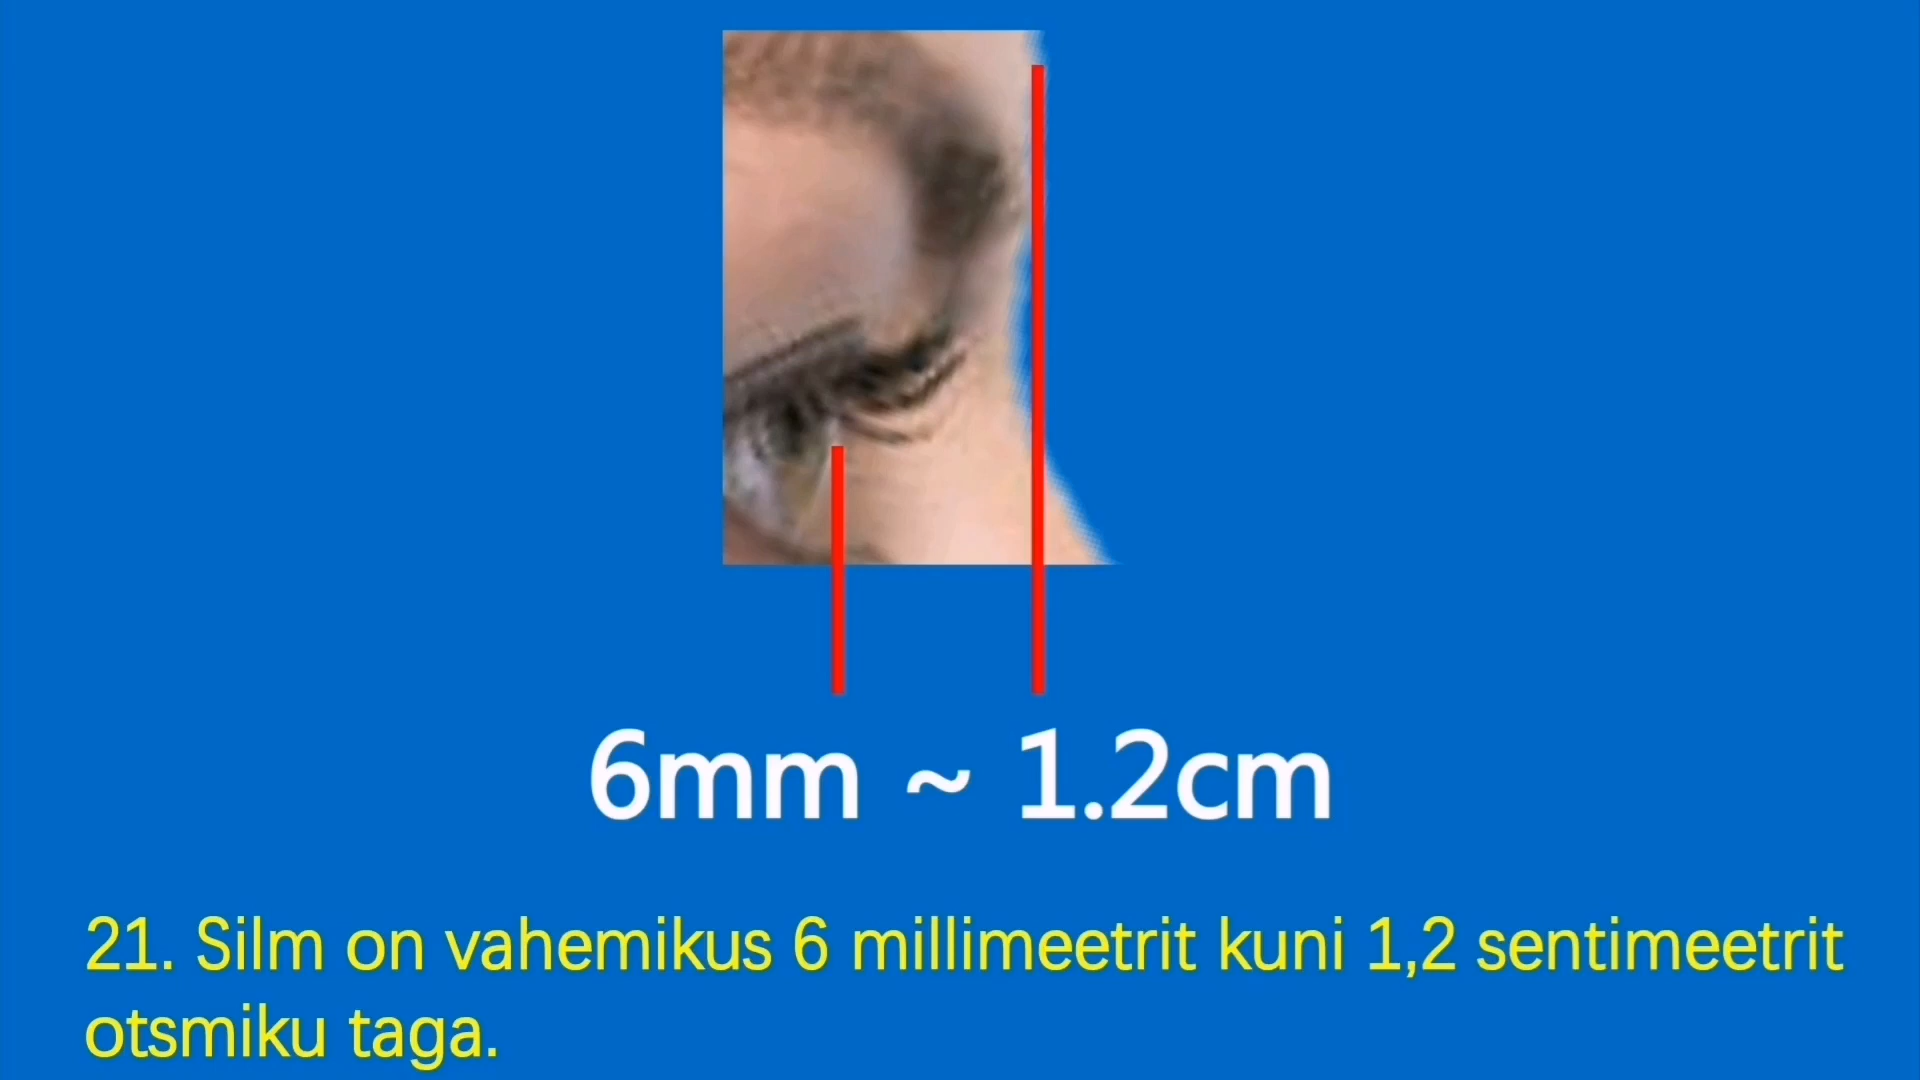 6mm ~ 1.2cm
21. Silm on vahemikus 6 millimeetrit kuni 1,2 sentimeetrit
otsmiku taga.